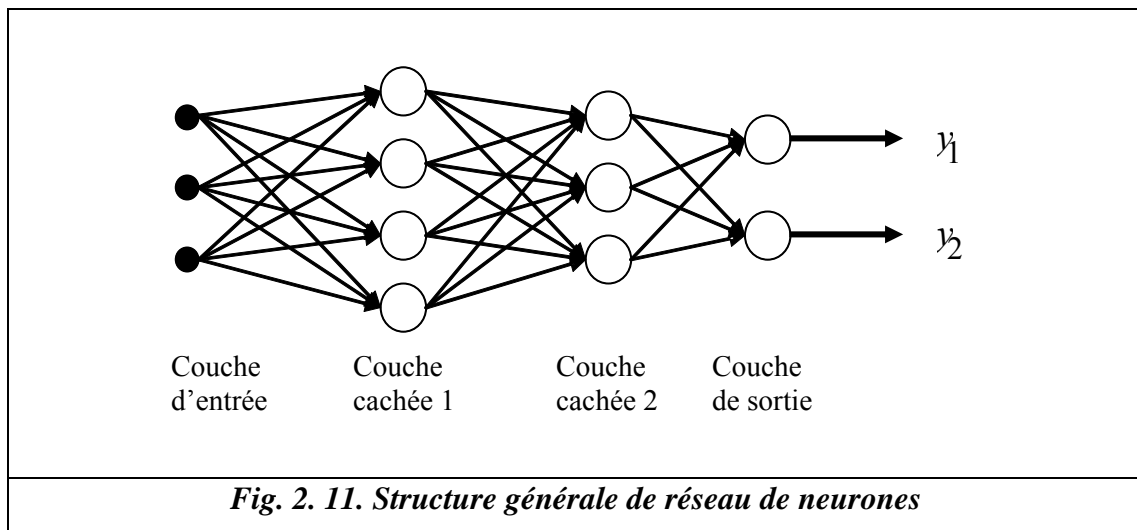 y1
y2
Couche d’entrée
Couche cachée 1
Couche cachée 2
Couche de sortie
Fig. 2. 11. Structure générale de réseau de neurones